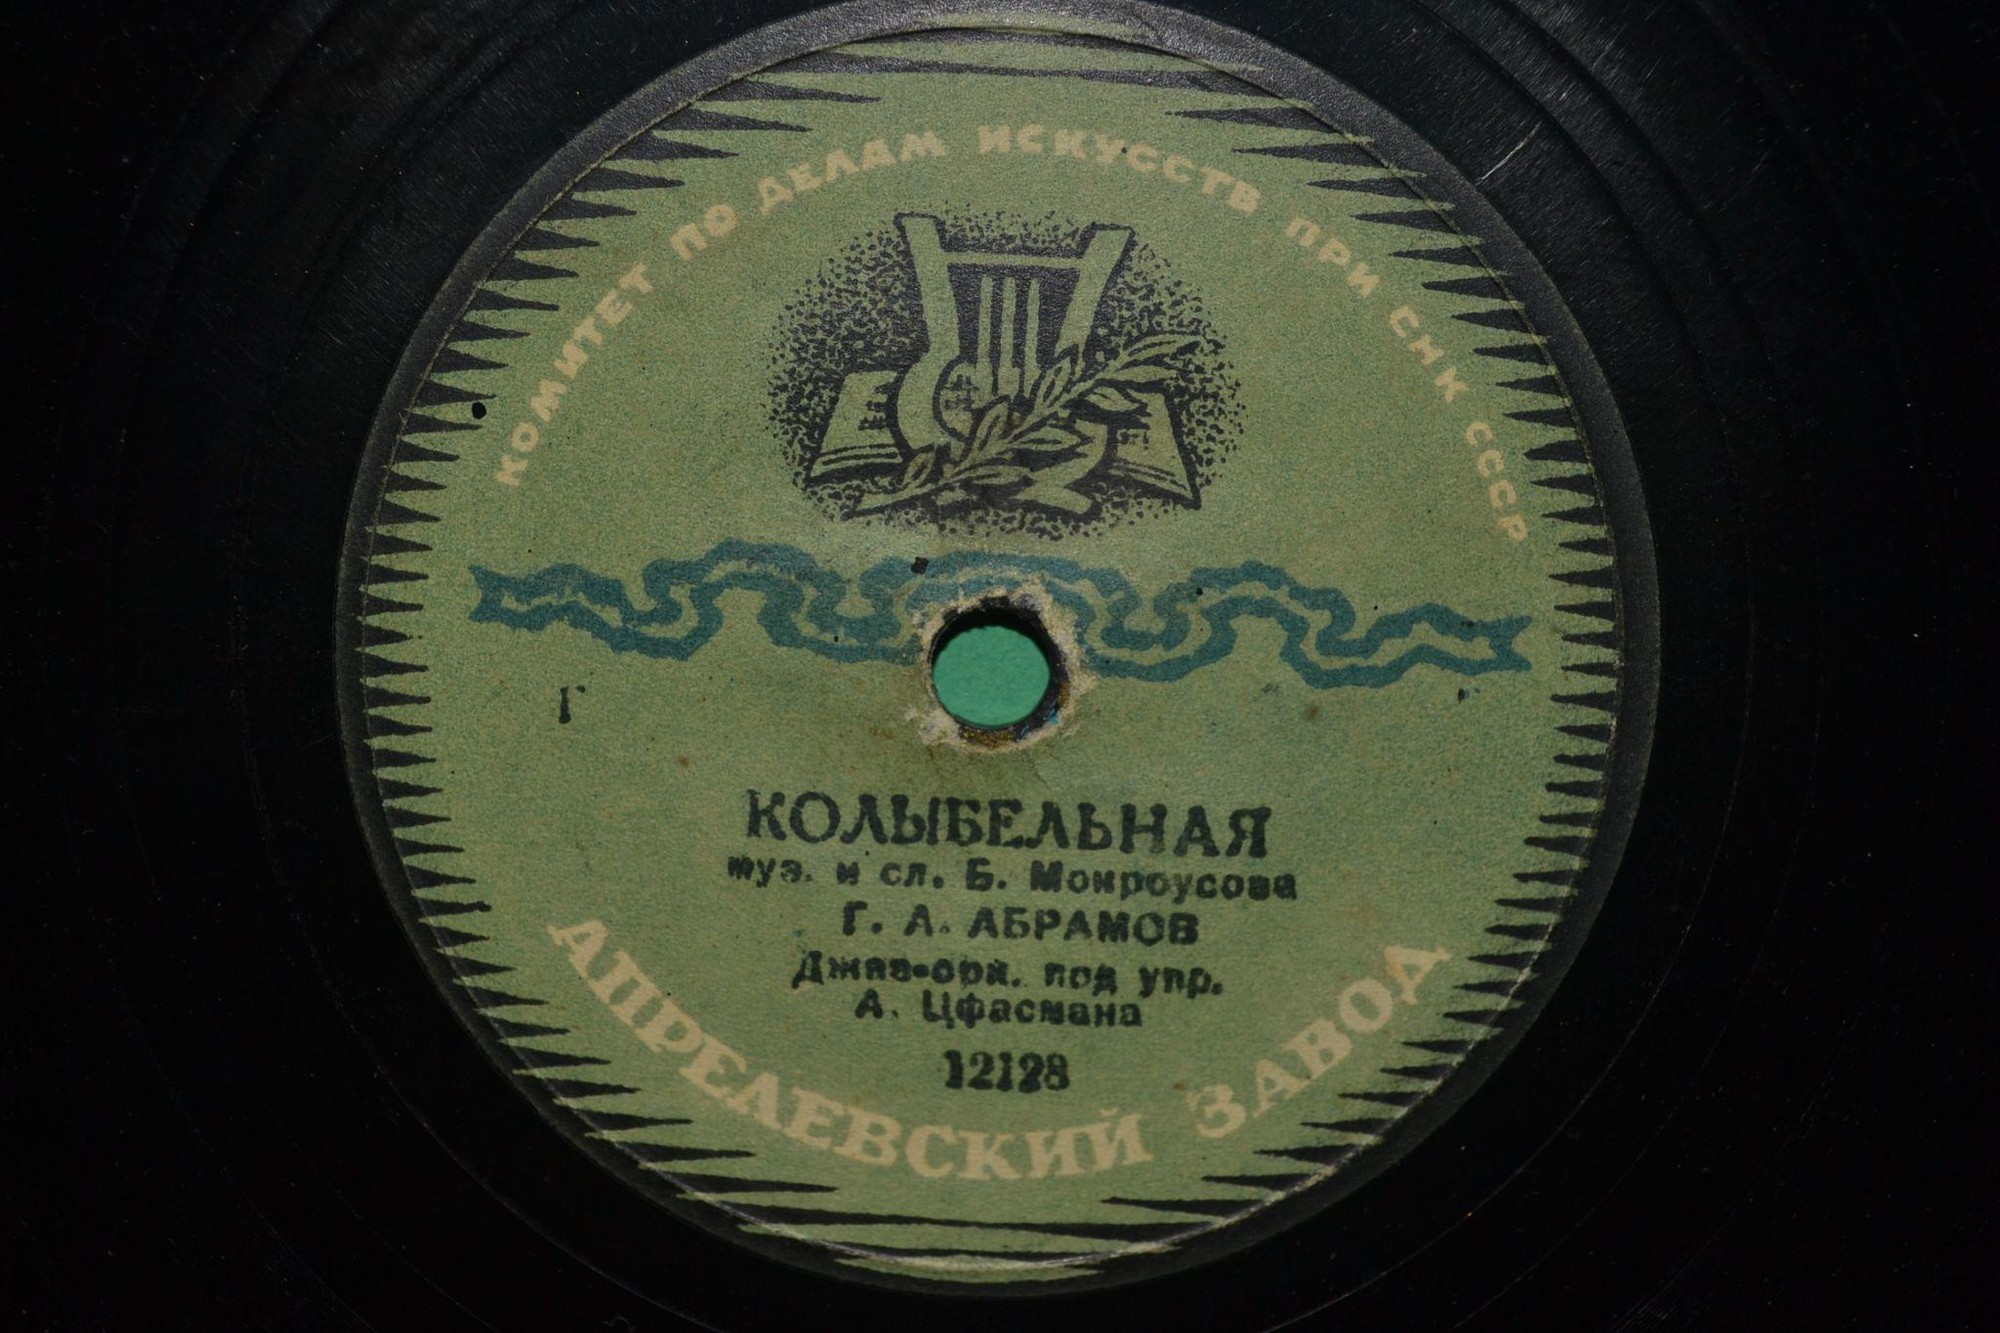 КОМИТЕТ ПО ДЕЛАМ ИСКУССТВ ПРИ СНК СССР
Г
КОЛЫБЕЛЬНАЯ
муз. и сл. Б. Мокроусова
Г. А. АБРАМОВ
Джаз-орк. под упр.
А. Цфасмана
12128
АПРЕЛЕВСКИЙ ЗАВОД